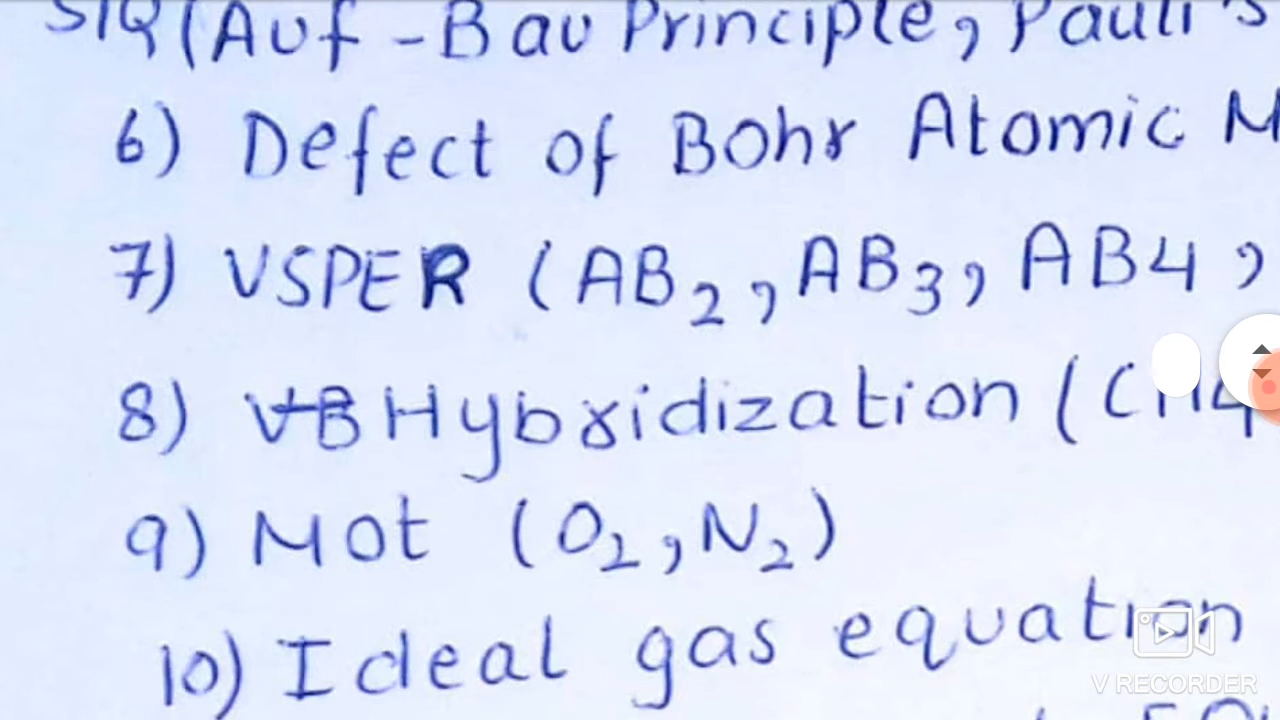 (Auf-Bau Principle, Pauli's
6) Defect of Bohr Atomic M
7) VSPER (AB2, AB3, AB4,
8) VB Hybridization (CH4
9) Mot (O2, N2)
10) Ideal gas equation
V RECORDER